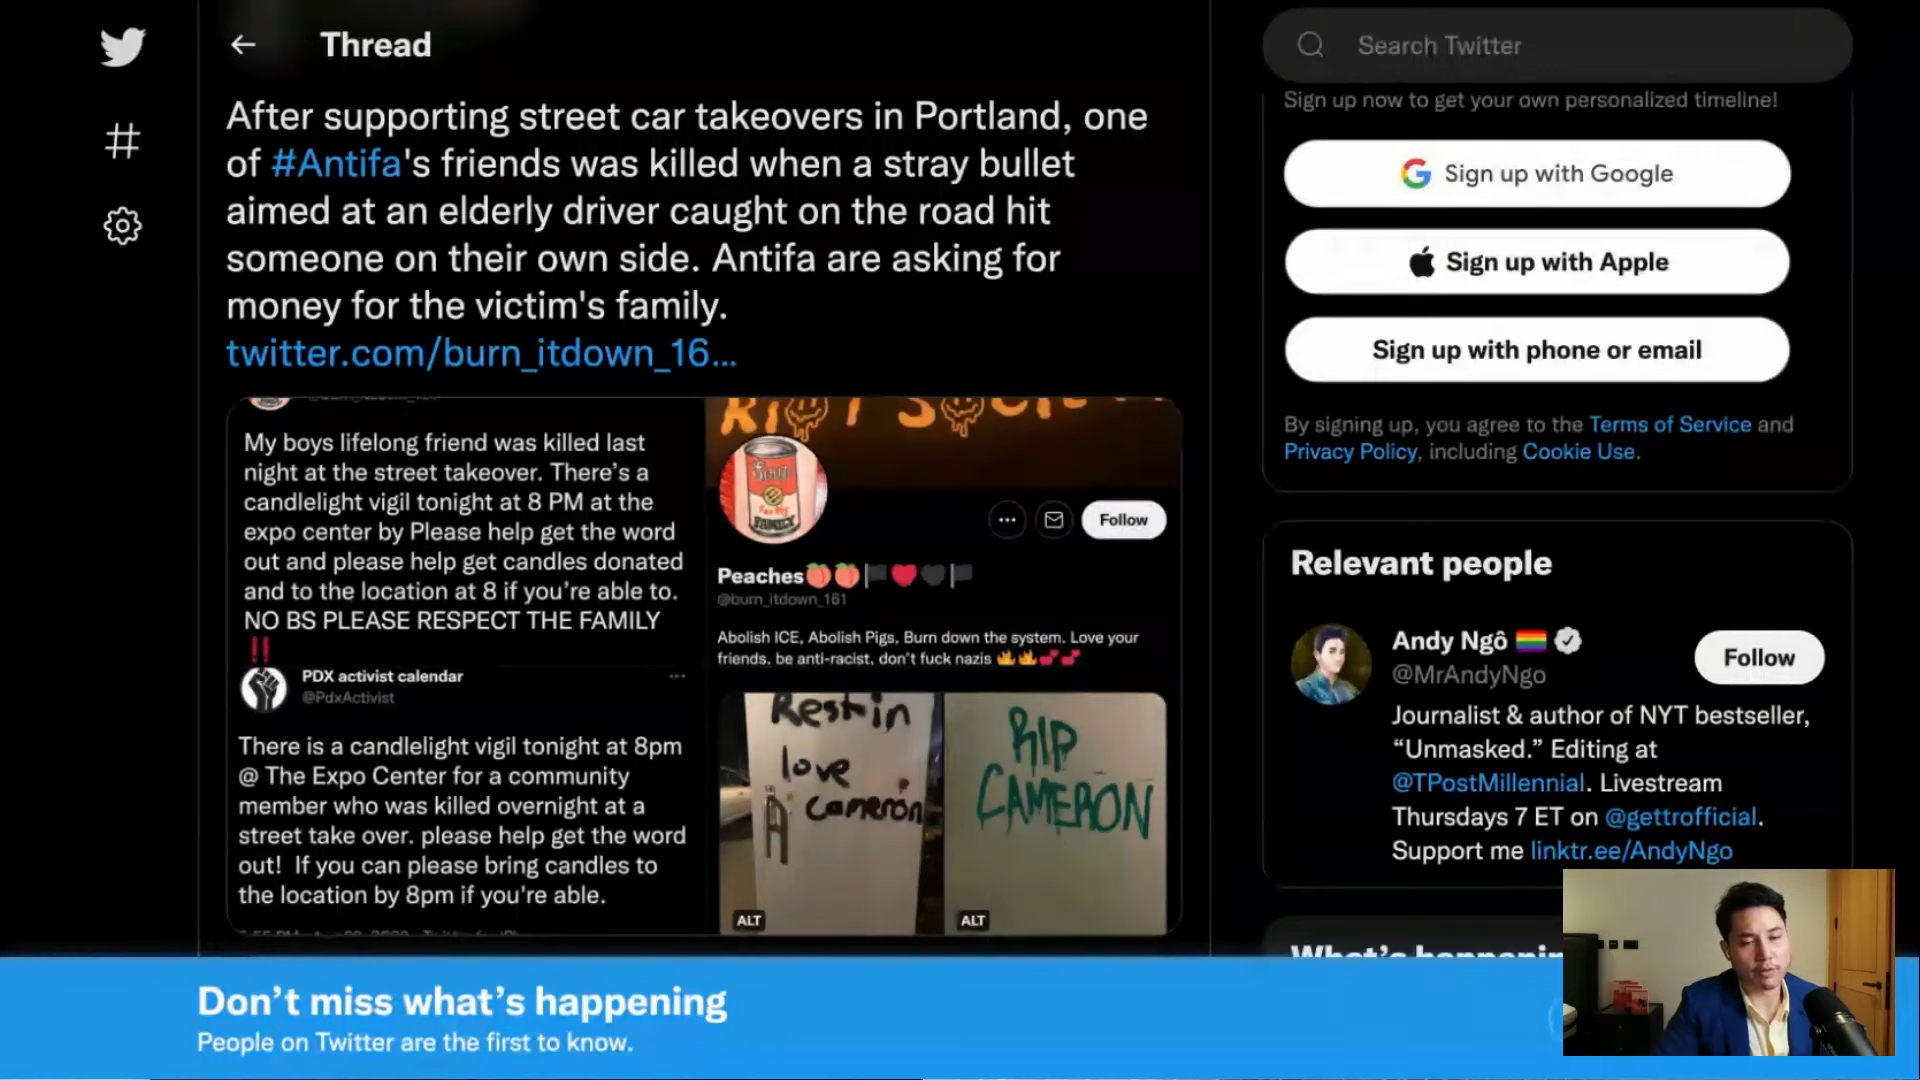 Thread
After supporting street car takeovers in Portland, one
of #Antifa's friends was killed when a stray bullet
aimed at an elderly driver caught on the road hit
someone on their own side. Antifa are asking for
money for the victim's family.
twitter.com/burn_itdown_16...
My boys lifelong friend was killed last
night at the street takeover. There's a
candlelight vigil tonight at 8 PM at the
expo center by Please help get the word
out and please help get candles donated
and to the location at 8 if you're able to.
NO BS PLEASE RESPECT THE FAMILY
‼️
PDX activist calendar
@PdxActivist
There is a candlelight vigil tonight at 8pm
@ The Expo Center for a community
member who was killed overnight at a
street take over. please help get the word
out! If you can please bring candles to
the location by 8pm if you're able.
Soup
FAMILY
Follow
Peaches🍑🍑🏴❤️🖤🏴
@burn_itdown_161
Abolish ICE, Abolish Pigs, Burn down the system. Love your
friends. be anti-racist. don't fuck nazis 🔥🔥💕💕
Rest in
love
Cameron
A
ALT
RIP
CAMERON
ALT
Search Twitter
Sign up now to get your own personalized timeline!
Sign up with Google
Sign up with Apple
Sign up with phone or email
By signing up, you agree to the Terms of Service and
Privacy Policy, including Cookie Use.
Relevant people
Andy Ngô 🏳️‍🌈
@MrAndyNgo
Follow
Journalist & author of NYT bestseller,
“Unmasked.” Editing at
@TPostMillennial. Livestream
Thursdays 7 ET on @gettrofficial.
Support me linktr.ee/AndyNgo
What's happening
Don't miss what's happening
People on Twitter are the first to know.